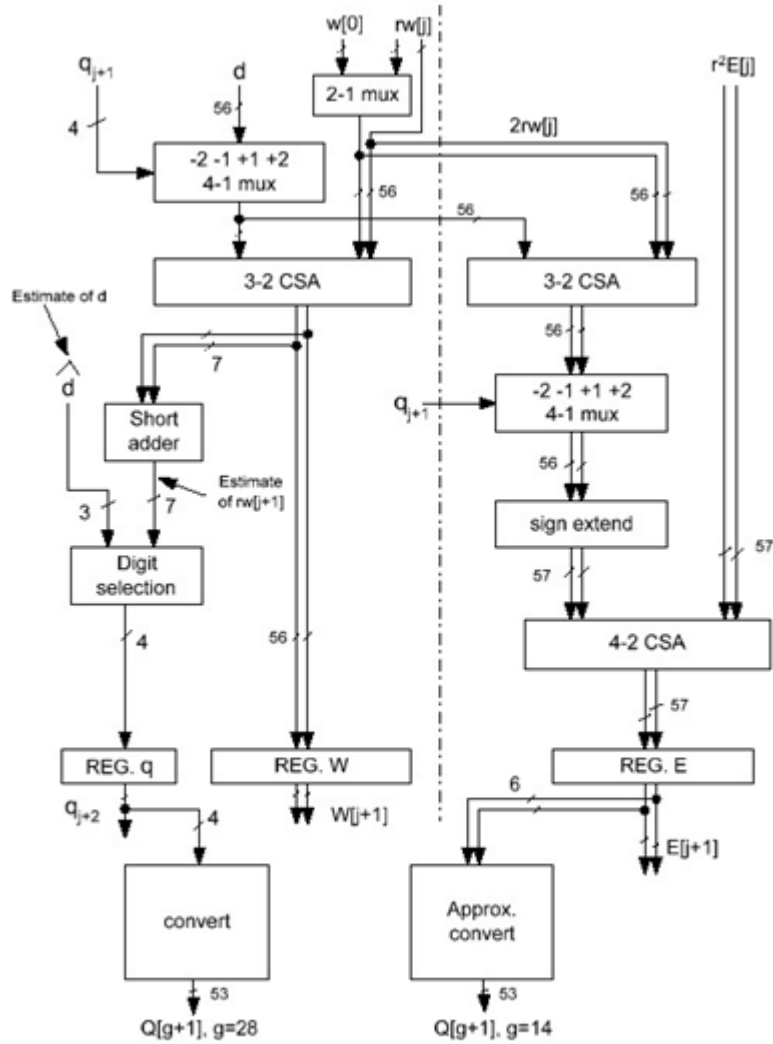 w[0] rw[j]
q_{j+1} d r²E[j]
56 2-1 mux
4 2rw[j]
-2 -1 +1 +2
4-1 mux
56
56
3-2 CSA 3-2 CSA
Estimate of d
56
7
d
-2 -1 +1 +2
4-1 mux
q_{j+1}
Short
adder
56
Estimate
of rw[j+1]
3 7
sign extend
57
57
Digit
selection
4
56
4-2 CSA
57
REG. q REG. W REG. E
6
q_{j+2} 4 W[j+1] E[j+1]
convert
Approx.
convert
53 53
Q[g+1], g=28 Q[g+1], g=14